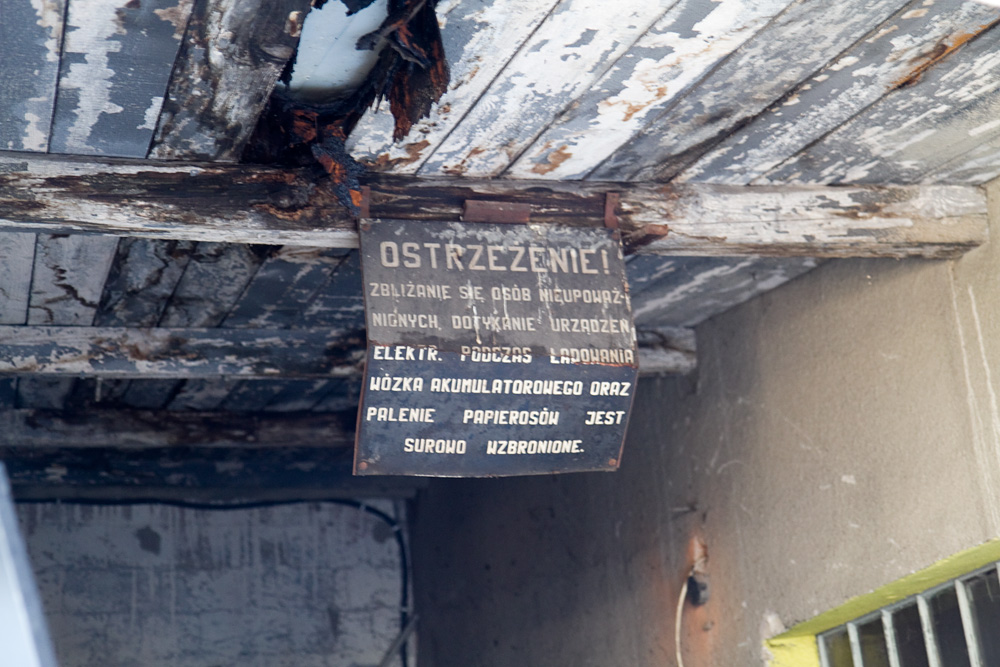 OSTRZEŻENIE!
ZBLIŻANIE SIĘ OSÓB NIEUPOWAŻ-
NIONYCH, DOTYKANIE URZĄDZEŃ
ELEKTR. PODCZAS ŁADOWANIA
WÓZKA AKUMULATOROWEGO ORAZ
PALENIE PAPIEROSÓW JEST
SUROWO WZBRONIONE.